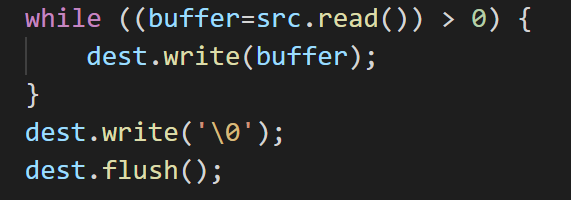 while ((buffer=src.read()) > 0) {
    dest.write(buffer);
}
dest.write('\0');
dest.flush();